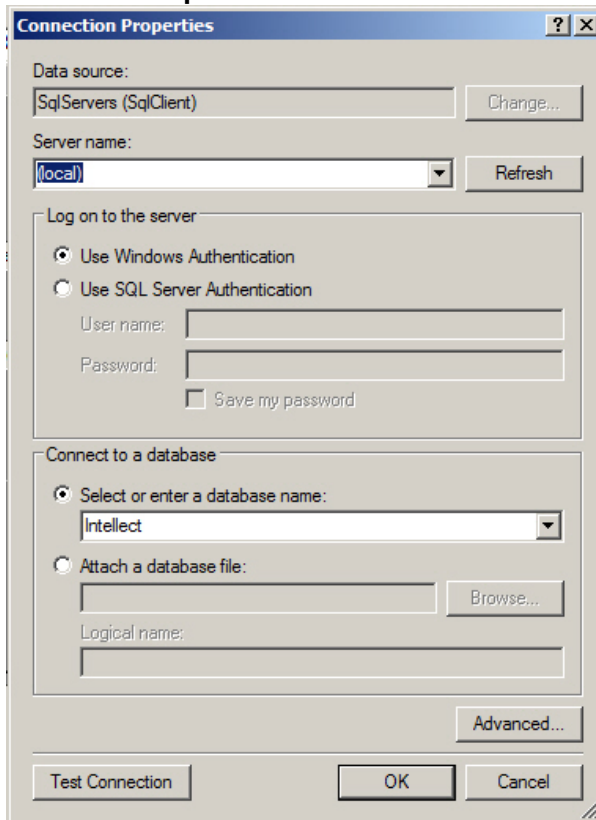 Connection Properties
Data source:
SqlServers (SqlClient)
Change...
Server name:
(local)
Refresh
Log on to the server
Use Windows Authentication
Use SQL Server Authentication
User name:
Password:
Save my password
Connect to a database
Select or enter a database name:
Intellect
Attach a database file:
Browse...
Logical name:
Advanced...
Test Connection
OK
Cancel